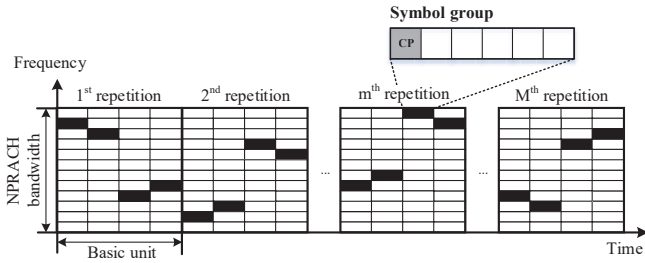 Symbol group
CP
Frequency
1st repetition
2nd repetition
mth repetition
Mth repetition
NPRACH
bandwidth
...
...
Basic unit
Time